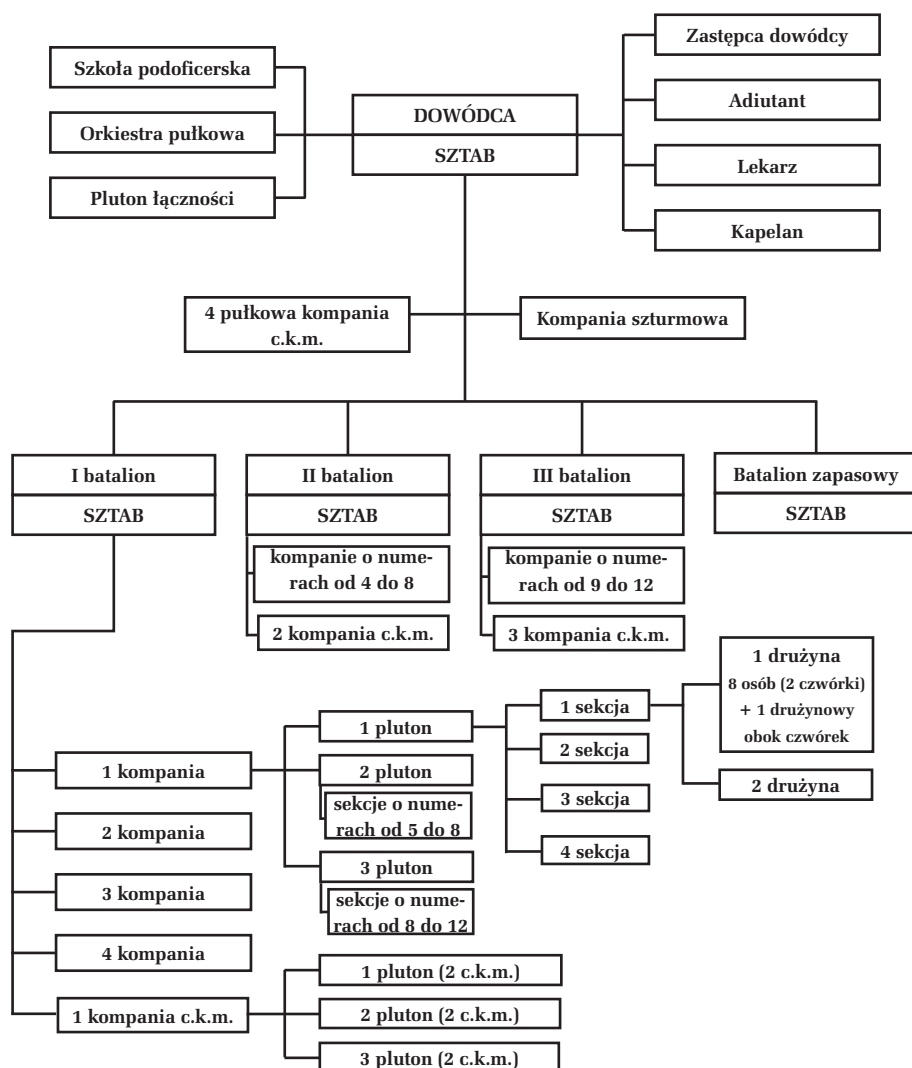 Szkoła podoficerska
Orkiestra pułkowa
Pluton łączności
DOWÓDCA
SZTAB
Zastępca dowódcy
Adiutant
Lekarz
Kapelan
4 pułkowa kompania
c.k.m.
Kompania szturmowa
I batalion
SZTAB
II batalion
SZTAB
kompanie o nume-
rach od 4 do 8
2 kompania c.k.m.
III batalion
SZTAB
kompanie o nume-
rach od 9 do 12
3 kompania c.k.m.
Batalion zapasowy
SZTAB
1 kompania
2 kompania
3 kompania
4 kompania
1 kompania c.k.m.
1 pluton
2 pluton
sekcje o nume-
rach od 5 do 8
3 pluton
sekcje o nume-
rach od 8 do 12
1 sekcja
2 sekcja
3 sekcja
4 sekcja
1 drużyna
8 osób (2 czwórki)
+ 1 drużynowy
obok czwórek
2 drużyna
1 pluton (2 c.k.m.)
2 pluton (2 c.k.m.)
3 pluton (2 c.k.m.)